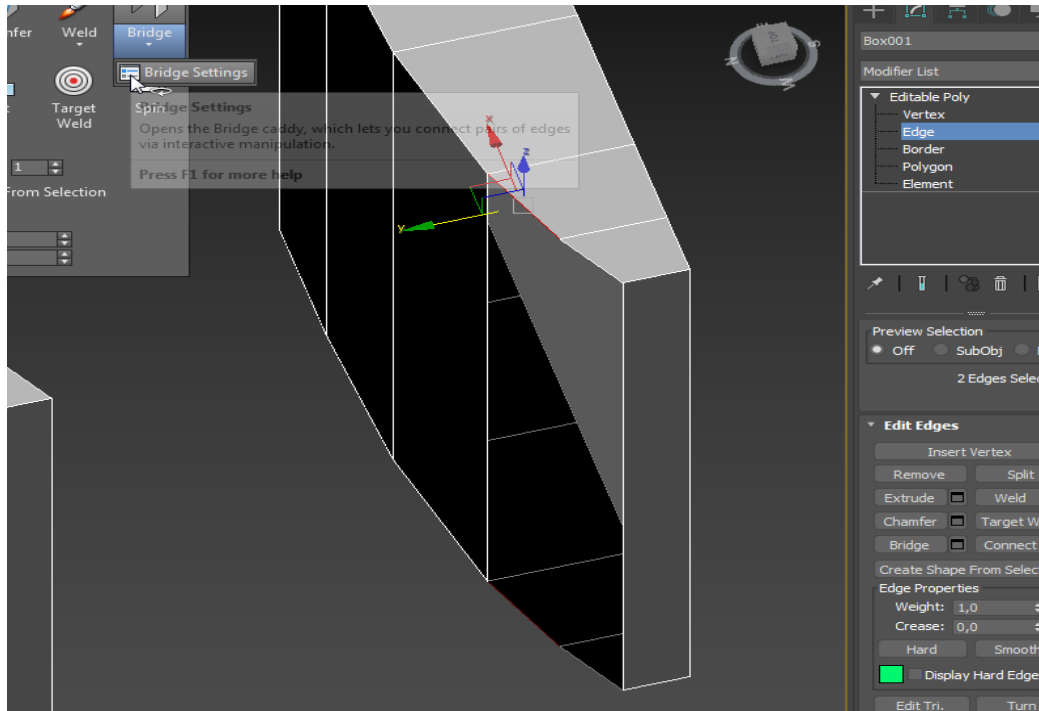 Weld
Bridge
Bridge Settings
Target
Weld
Spin
Bridge Settings
Opens the Bridge caddy, which lets you connect pairs of edges
via interactive manipulation.
Press F1 for more help
1
From Selection
x
z
y
S
N
M
Box001
Modifier List
Editable Poly
Vertex
Edge
Border
Polygon
Element
Preview Selection
Off
SubObj
2 Edges Selec
Edit Edges
Insert Vertex
Remove
Split
Extrude
Weld
Chamfer
Target W
Bridge
Connect
Create Shape From Select
Edge Properties
Weight: 1,0
Crease: 0,0
Hard
Smooth
Display Hard Edge
Edit Tri.
Turn